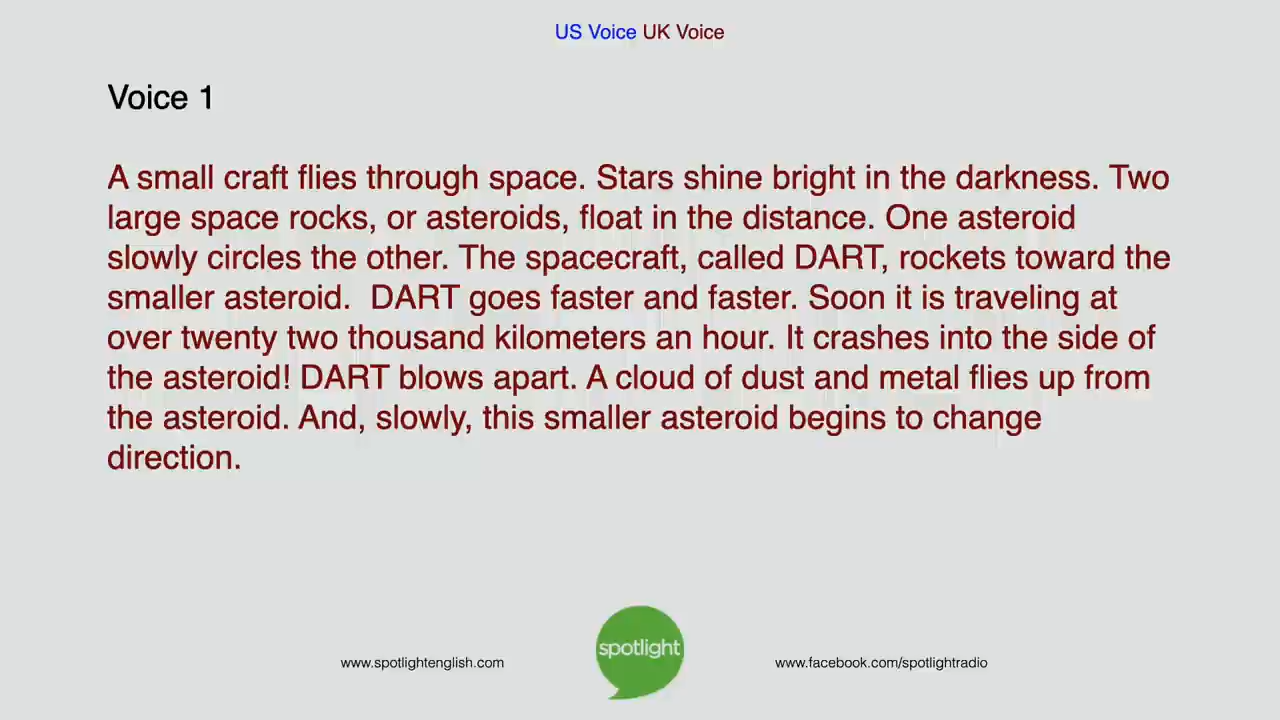 US Voice UK Voice
Voice 1
A small craft flies through space. Stars shine bright in the darkness. Two
large space rocks, or asteroids, float in the distance. One asteroid
slowly circles the other. The spacecraft, called DART, rockets toward the
smaller asteroid.  DART goes faster and faster. Soon it is traveling at
over twenty two thousand kilometers an hour. It crashes into the side of
the asteroid! DART blows apart. A cloud of dust and metal flies up from
the asteroid. And, slowly, this smaller asteroid begins to change
direction.
www.spotlightenglish.com
spotlight
www.facebook.com/spotlightradio